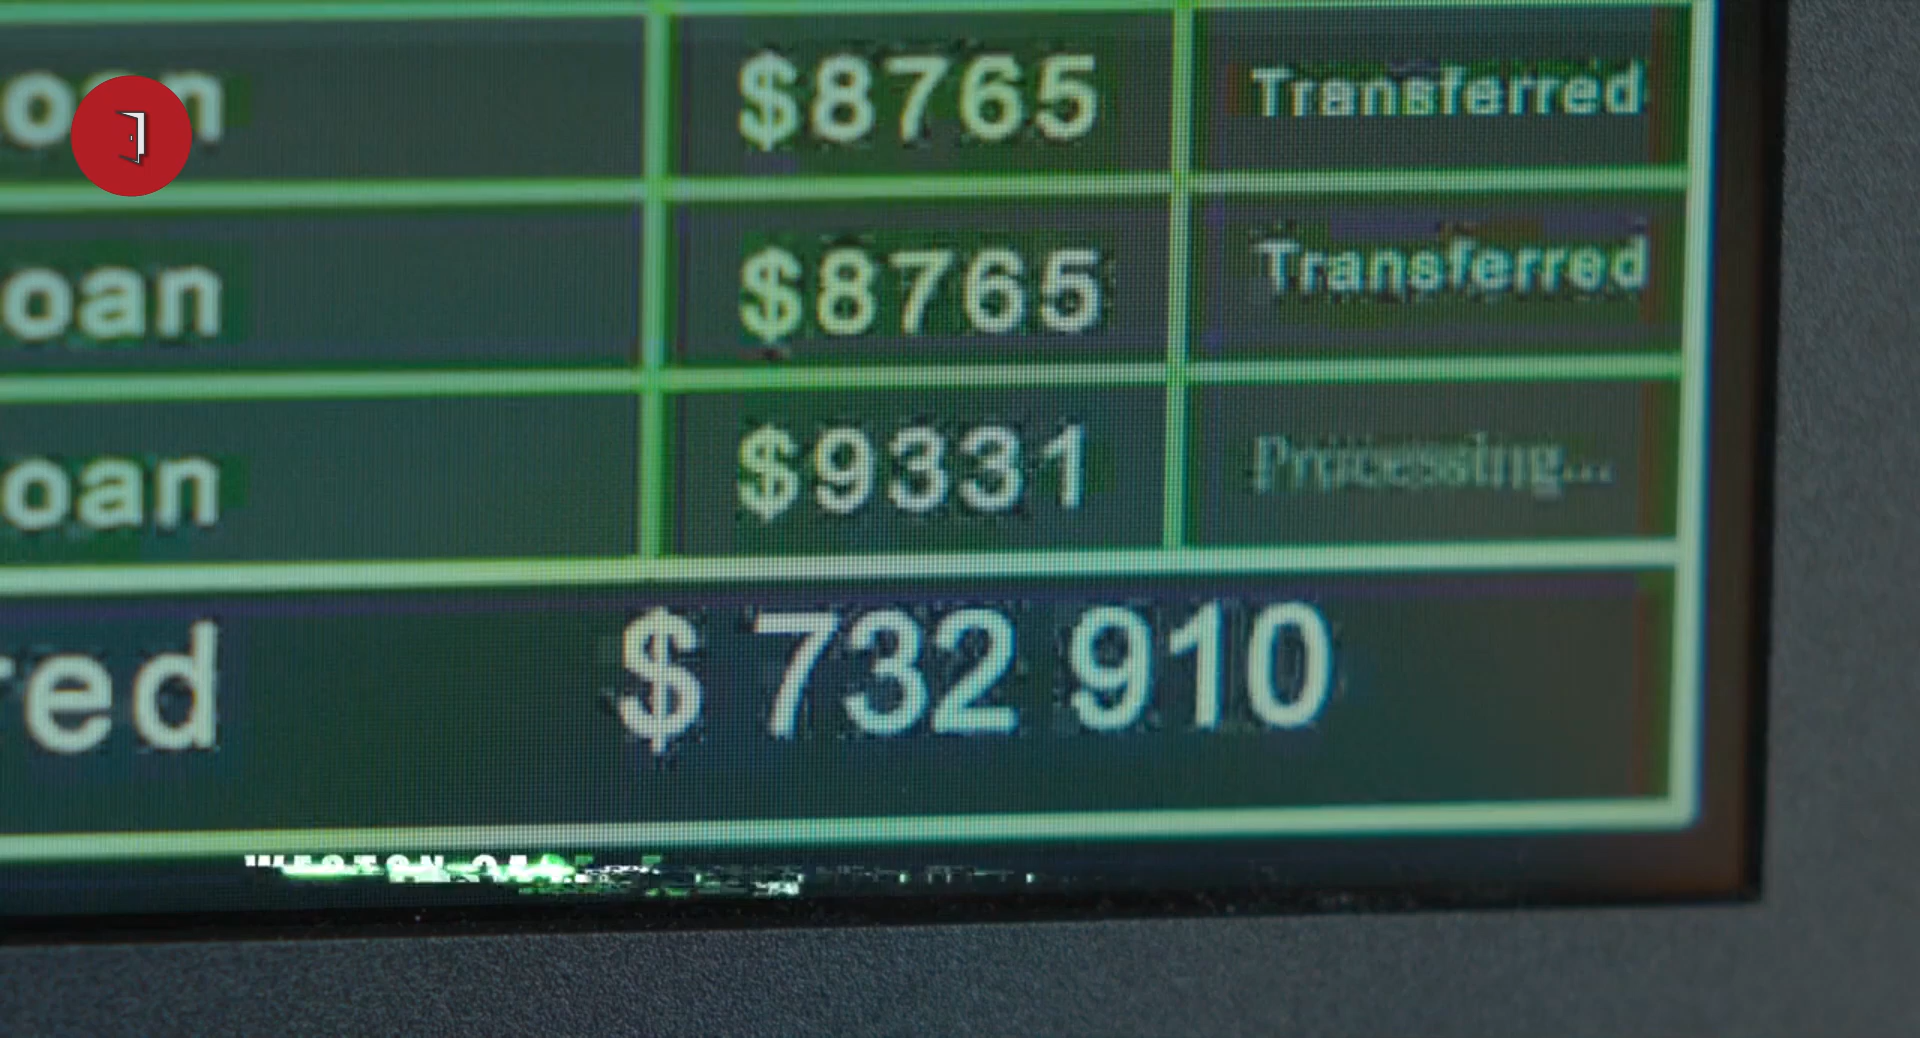 oan $8765 Transferred
oan $8765 Transferred
oan $9331 Processing...
red $ 732 910